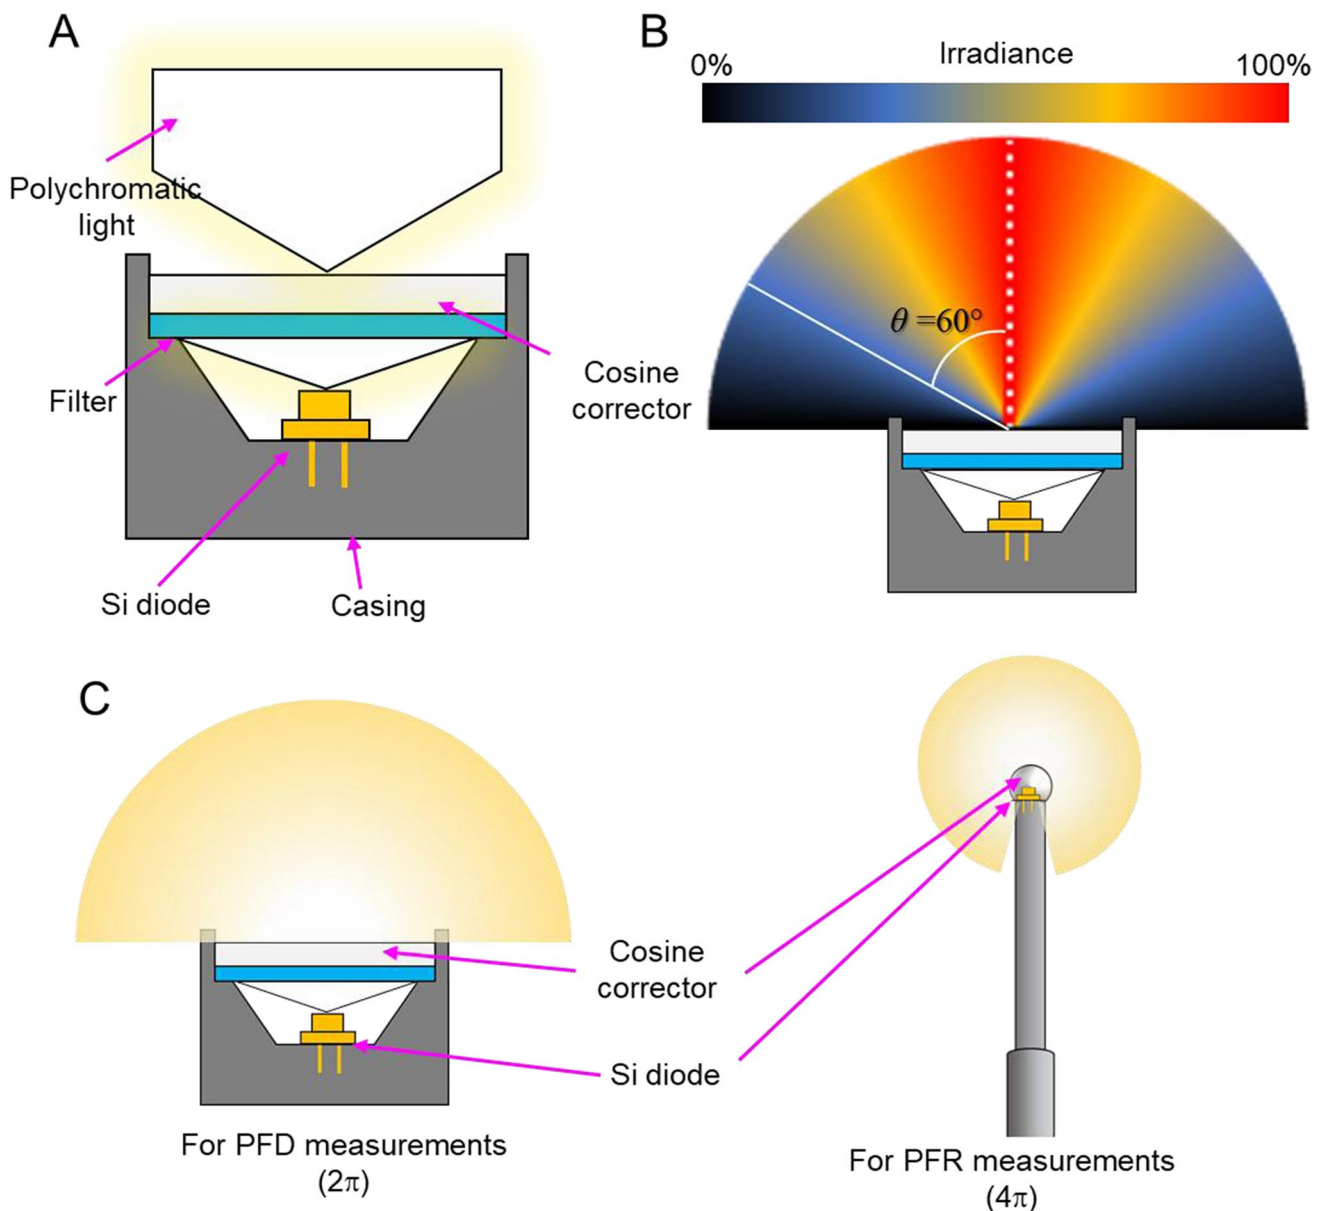 A
Polychromatic
light
Filter
Cosine
corrector
Si diode
Casing
B
Irradiance
0%
100%
θ =60°
C
Cosine
corrector
Si diode
For PFD measurements
(2π)
For PFR measurements
(4π)